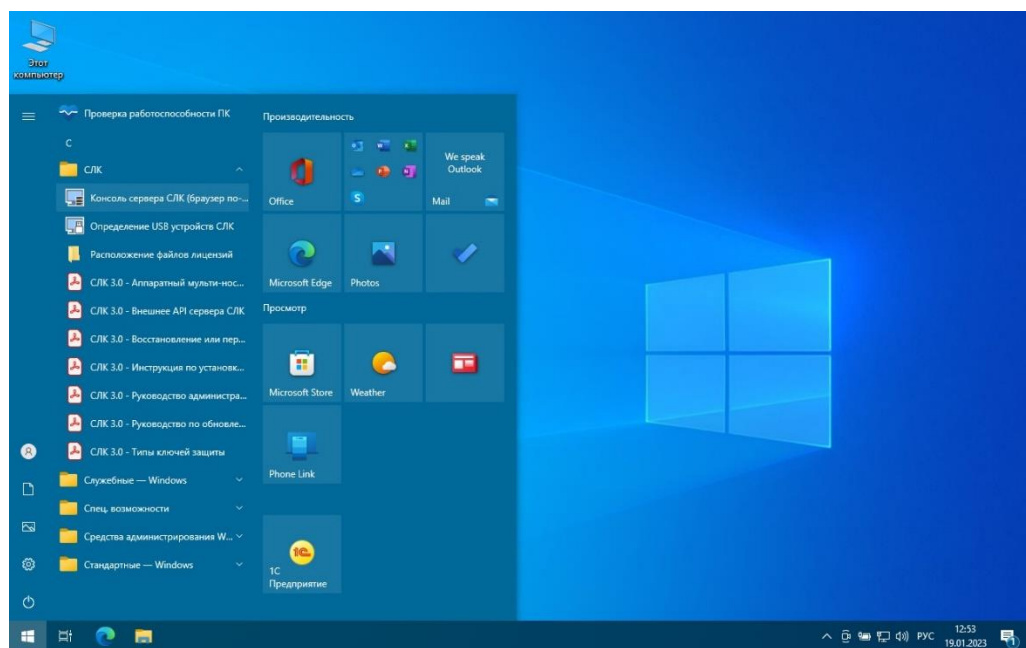 Этот
компьютер
Проверка работоспособности ПК
С
СЛК
Консоль сервера СЛК (браузер по-...
Определение USB устройств СЛК
Расположение файлов лицензий
СЛК 3.0 - Аппаратный мульти-нос...
СЛК 3.0 - Внешнее API сервера СЛК
СЛК 3.0 - Восстановление или пер...
СЛК 3.0 - Инструкция по установк...
СЛК 3.0 - Руководство администра...
СЛК 3.0 - Руководство по обновле...
СЛК 3.0 - Типы ключей защиты
Служебные — Windows
Спец. возможности
Средства администрирования W...
Стандартные — Windows
Производительность
Office
We speak
Outlook
Mail
Microsoft Edge
Photos
Просмотр
Microsoft Store
Weather
Phone Link
1С
1С
Предприятие
РУС
12:53
19.01.2023
1